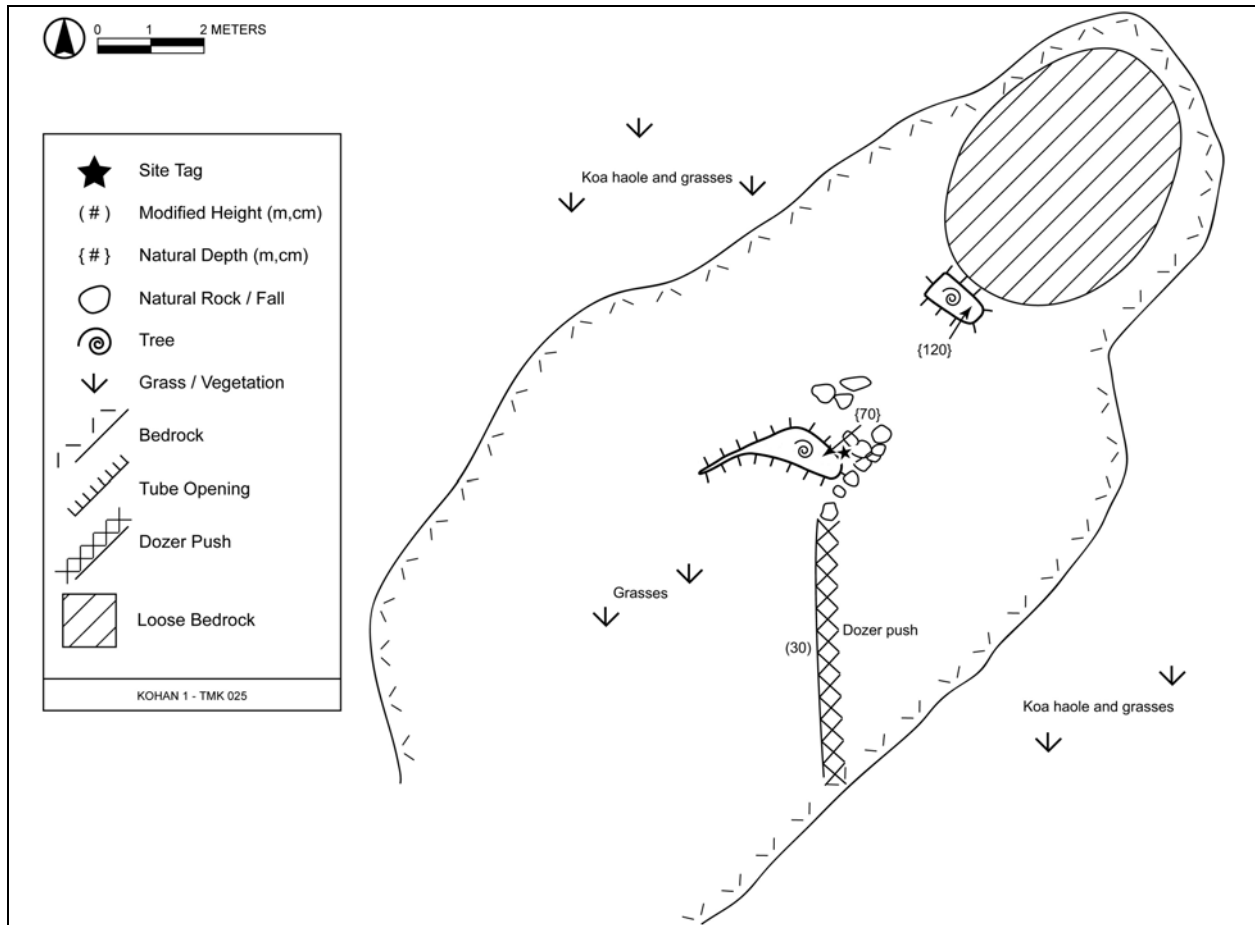 0 1 2 METERS
Site Tag
(#) Modified Height (m,cm)
{#} Natural Depth (m,cm)
Natural Rock / Fall
Tree
Grass / Vegetation
Bedrock
Tube Opening
Dozer Push
Loose Bedrock
KOHAN 1 - TMK 025
Koa haole and grasses
{120}
{70}
Grasses
Dozer push
(30)
Koa haole and grasses